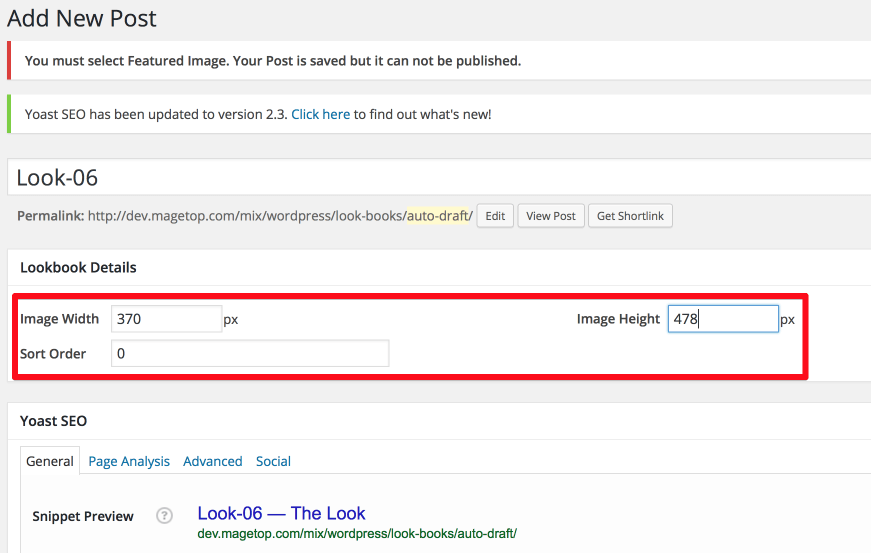 Add New Post
You must select Featured Image. Your Post is saved but it can not be published.
Yoast SEO has been updated to version 2.3. Click here to find out what's new!
Look-06
Permalink: http://dev.magetop.com/mix/wordpress/look-books/auto-draft/ Edit View Post Get Shortlink
Lookbook Details
Image Width 370 px Image Height 478 px
Sort Order 0
Yoast SEO
General Page Analysis Advanced Social
Snippet Preview ? Look-06 — The Look
dev.magetop.com/mix/wordpress/look-books/auto-draft/